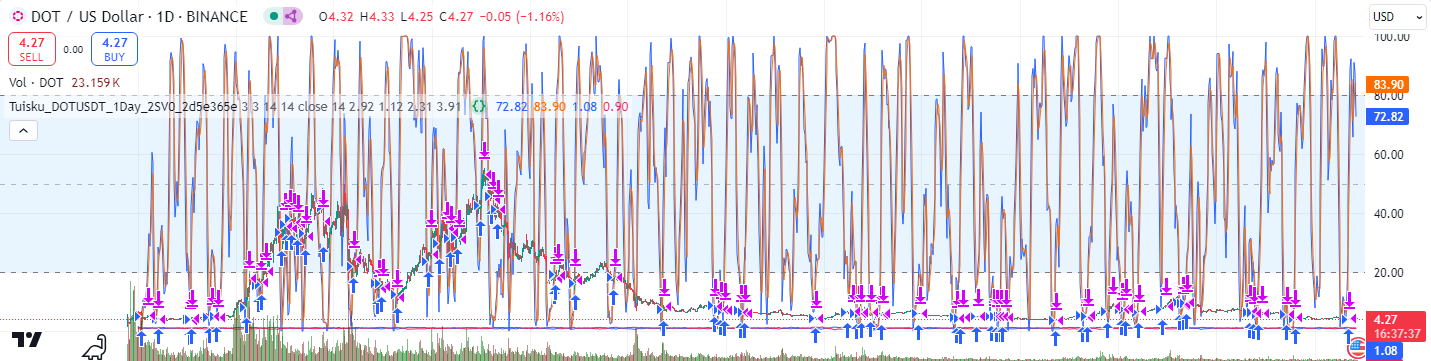 DOT / US Dollar · 1D · BINANCE O4.32 H4.33 L4.25 C4.27 −0.05 (−1.16%)
USD
4.27 SELL
0.00
4.27 BUY
Vol · DOT 23.159 K
Tuisku_DOTUSDT_1Day_2SV0_2d5e365e 3 3 14 14 close 14 2.92 1.12 2.31 3.91 {} 72.82 83.90 1.08 0.90
100.00
83.90
80.00
72.82
60.00
40.00
20.00
4.27
16:37:37
1.08